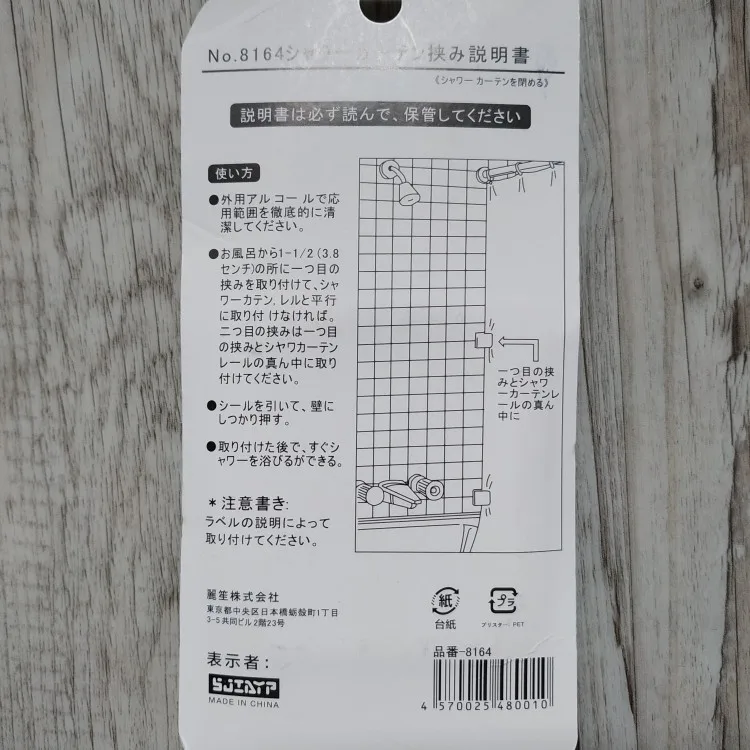 No.8164シャワーカーテン挟み説明書
《シャワー カーテンを閉める》
説明書は必ず読んで、保管してください
使い方
●外用アルコールで応
用範囲を徹底的に清
潔してください。
●お風呂から1-1/2 (3.8
センチ)の所に一つ目の
挟みを取り付けて、シャ
ワーカテン, レルと平行
に取り付 けなければ。
二つ目の挟みは一つ目
の挟みとシヤワカーテン
レールの真ん中に取り
付けてください。
●シールを引いて、壁に
しつかり押す。
●取り付けた後で、すぐシ
ャワーを浴びるができる。
一つ目の挟
みとシャワ
ーカーテンレ
ールの真ん
中に
*注意書き:
ラベルの説明によって
取り付けてください。
麗笙株式会社
東京都中央区日本橋蛎殻町1丁目
3-5共同ビル2階23号
紙
台紙
プラ
プリスター PET
表示者:
SJIAYP
MADE IN CHINA
品番-8164
4 570025 480010